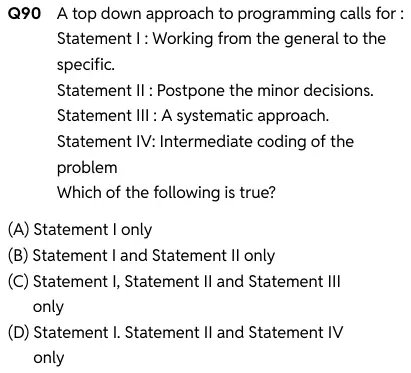 Q90 A top down approach to programming calls for :
Statement I : Working from the general to the
specific.
Statement II : Postpone the minor decisions.
Statement III : A systematic approach.
Statement IV: Intermediate coding of the
problem
Which of the following is true?
(A) Statement I only
(B) Statement I and Statement II only
(C) Statement I, Statement II and Statement III
only
(D) Statement I. Statement II and Statement IV
only